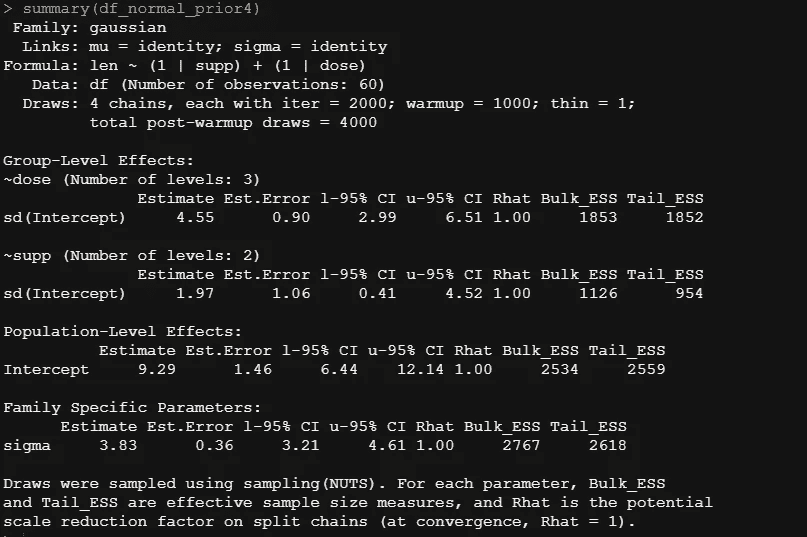 > summary(df_normal_prior4)
 Family: gaussian
  Links: mu = identity; sigma = identity
Formula: len ~ (1 | supp) + (1 | dose)
   Data: df (Number of observations: 60)
  Draws: 4 chains, each with iter = 2000; warmup = 1000; thin = 1;
         total post-warmup draws = 4000

Group-Level Effects:
~dose (Number of levels: 3)
              Estimate Est.Error l-95% CI u-95% CI Rhat Bulk_ESS Tail_ESS
sd(Intercept)     4.55      0.90     2.99     6.51 1.00     1853     1852

~supp (Number of levels: 2)
              Estimate Est.Error l-95% CI u-95% CI Rhat Bulk_ESS Tail_ESS
sd(Intercept)     1.97      1.06     0.41     4.52 1.00     1126      954

Population-Level Effects:
          Estimate Est.Error l-95% CI u-95% CI Rhat Bulk_ESS Tail_ESS
Intercept     9.29      1.46     6.44    12.14 1.00     2534     2559

Family Specific Parameters:
      Estimate Est.Error l-95% CI u-95% CI Rhat Bulk_ESS Tail_ESS
sigma     3.83      0.36     3.21     4.61 1.00     2767     2618

Draws were sampled using sampling(NUTS). For each parameter, Bulk_ESS
and Tail_ESS are effective sample size measures, and Rhat is the potential
scale reduction factor on split chains (at convergence, Rhat = 1).